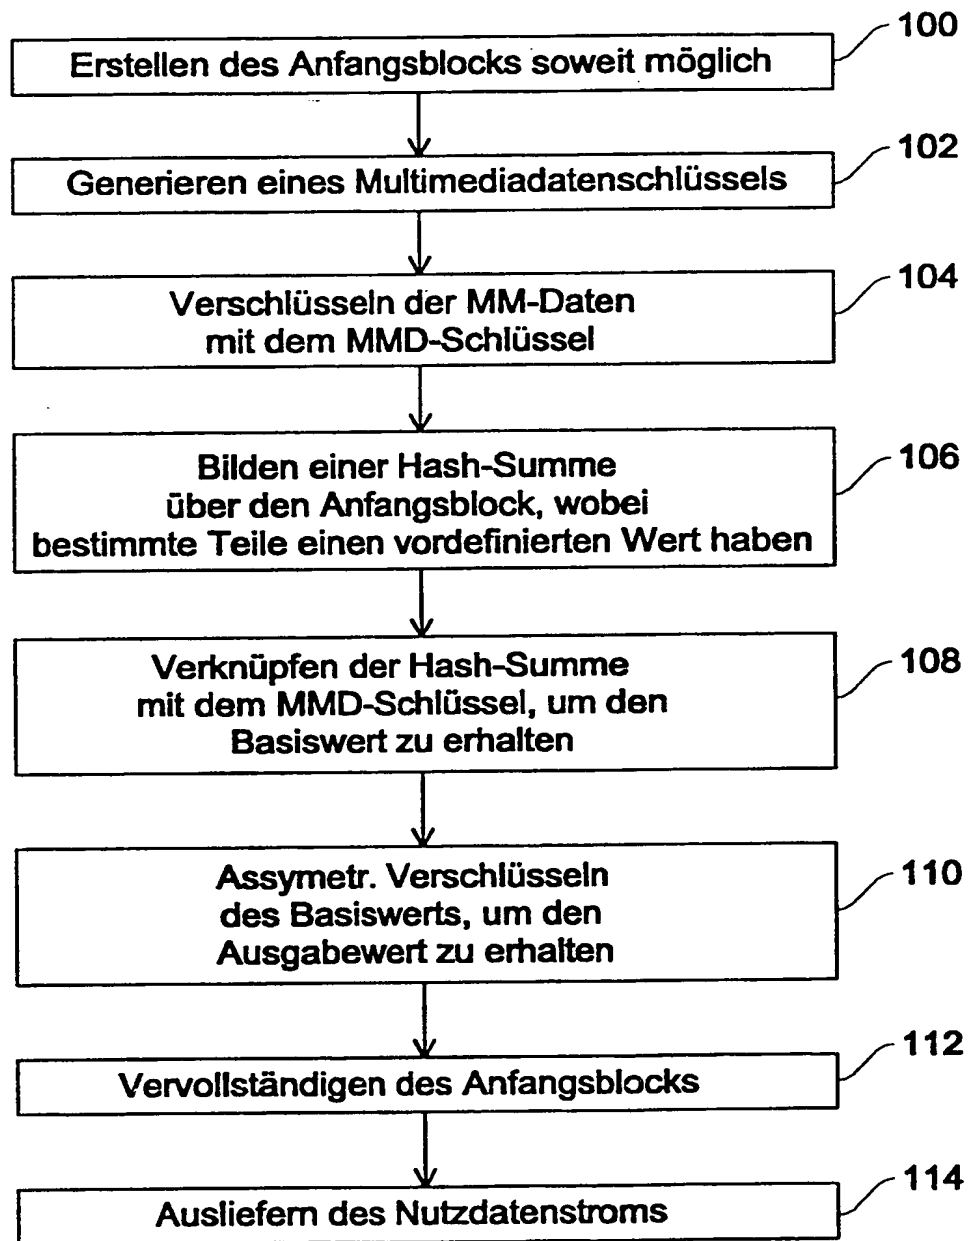 100
Erstellen des Anfangsblocks soweit möglich
102
Generieren eines Multimediadatenschlüssels
104
Verschlüsseln der MM-Daten
mit dem MMD-Schlüssel
106
Bilden einer Hash-Summe
über den Anfangsblock, wobei
bestimmte Teile einen vordefinierten Wert haben
108
Verknüpfen der Hash-Summe
mit dem MMD-Schlüssel, um den
Basiswert zu erhalten
110
Assymetr. Verschlüsseln
des Basiswerts, um den
Ausgabewert zu erhalten
112
Vervollständigen des Anfangsblocks
114
Ausliefern des Nutzdatenstroms